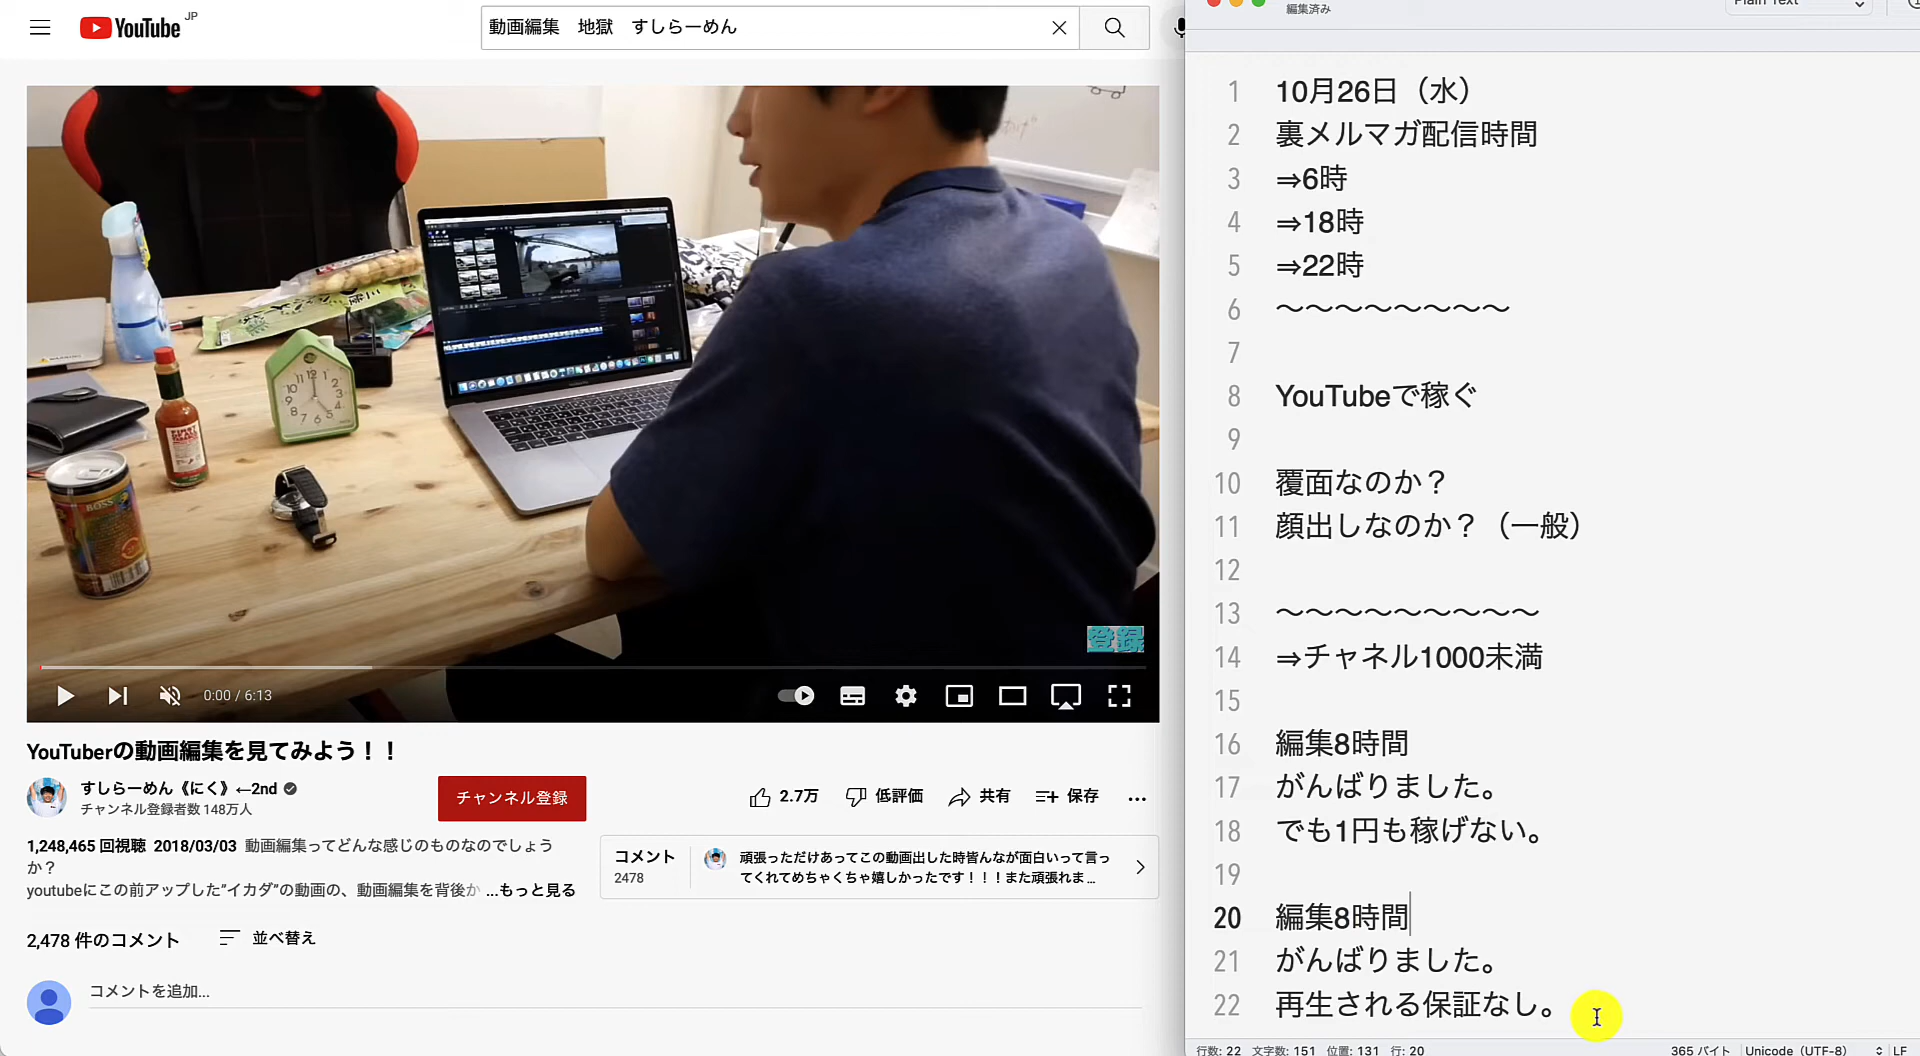 YouTube JP
動画編集　地獄　すしらーめん
登録
0:00 / 6:13
YouTuberの動画編集を見てみよう！！
すしらーめん《にく》←2nd
チャンネル登録者数 148万人
チャンネル登録
2.7万
低評価
共有
保存
1,248,465 回視聴 2018/03/03 動画編集ってどんな感じのものなのでしょう
か？
youtubeにこの前アップした”イカダ”の動画の、動画編集を背後か ...もっと見る
コメント
2478
頑張っただけあってこの動画出した時皆んなが面白いって言っ
てくれてめちゃくちゃ嬉しかったです！！！また頑張れま...
2,478 件のコメント
並べ替え
コメントを追加...
編集済み
Plain Text
1 10月26日（水）
2 裏メルマガ配信時間
3 ⇒6時
4 ⇒18時
5 ⇒22時
6 〜〜〜〜〜〜〜〜
7
8 YouTubeで稼ぐ
9
10 覆面なのか？
11 顔出しなのか？（一般）
12
13 〜〜〜〜〜〜〜〜〜
14 ⇒チャネル1000未満
15
16 編集8時間
17 がんばりました。
18 でも1円も稼げない。
19
20 編集8時間
21 がんばりました。
22 再生される保証なし。
行数: 22 文字数: 151 位置: 131 行: 20
365 バイト Unicode (UTF-8) LF